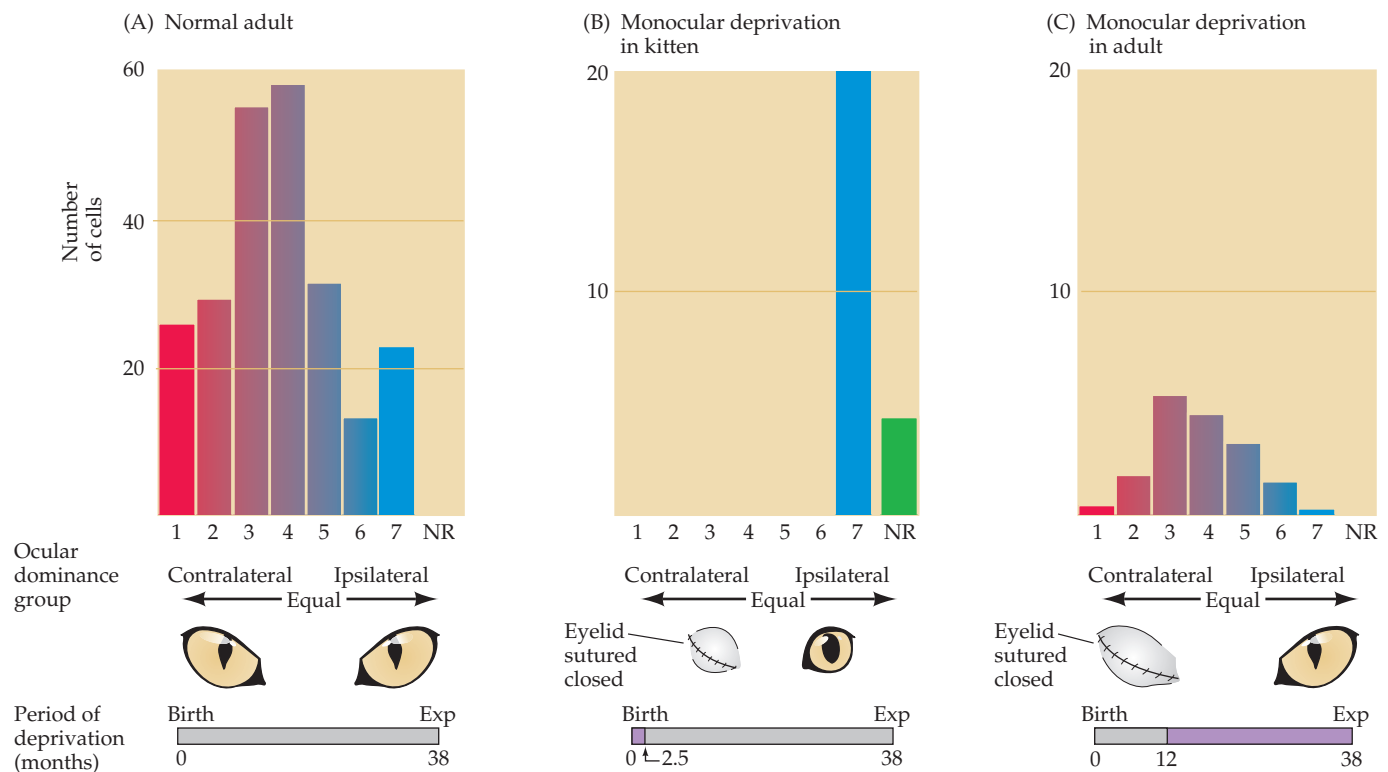 (A) Normal adult
60
40
20
Number
of cells
1 2 3 4 5 6 7 NR
(B) Monocular deprivation
in kitten
20
10
1 2 3 4 5 6 7 NR
(C) Monocular deprivation
in adult
20
10
1 2 3 4 5 6 7 NR
Ocular
dominance
group
Contralateral Ipsilateral
Equal
Contralateral Ipsilateral
Equal
Contralateral Ipsilateral
Equal
Eyelid
sutured
closed
Eyelid
sutured
closed
Period of
deprivation
(months)
Birth Exp
0 38
Birth Exp
0 2.5 38
Birth Exp
0 12 38